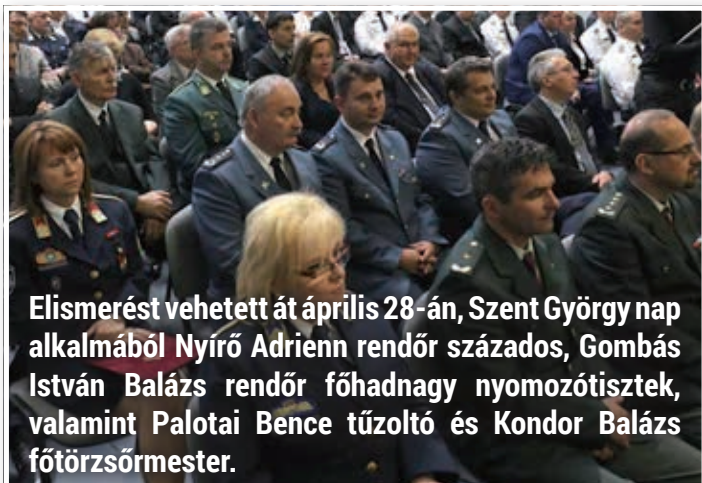 Elismerést vehetett át április 28-án, Szent György nap
alkalmából Nyírő Adrienn rendőr százados, Gombás
István Balázs rendőr főhadnagy nyomozótisztek,
valamint Palotai Bence tűzoltó és Kondor Balázs
főtörzsőrmester.